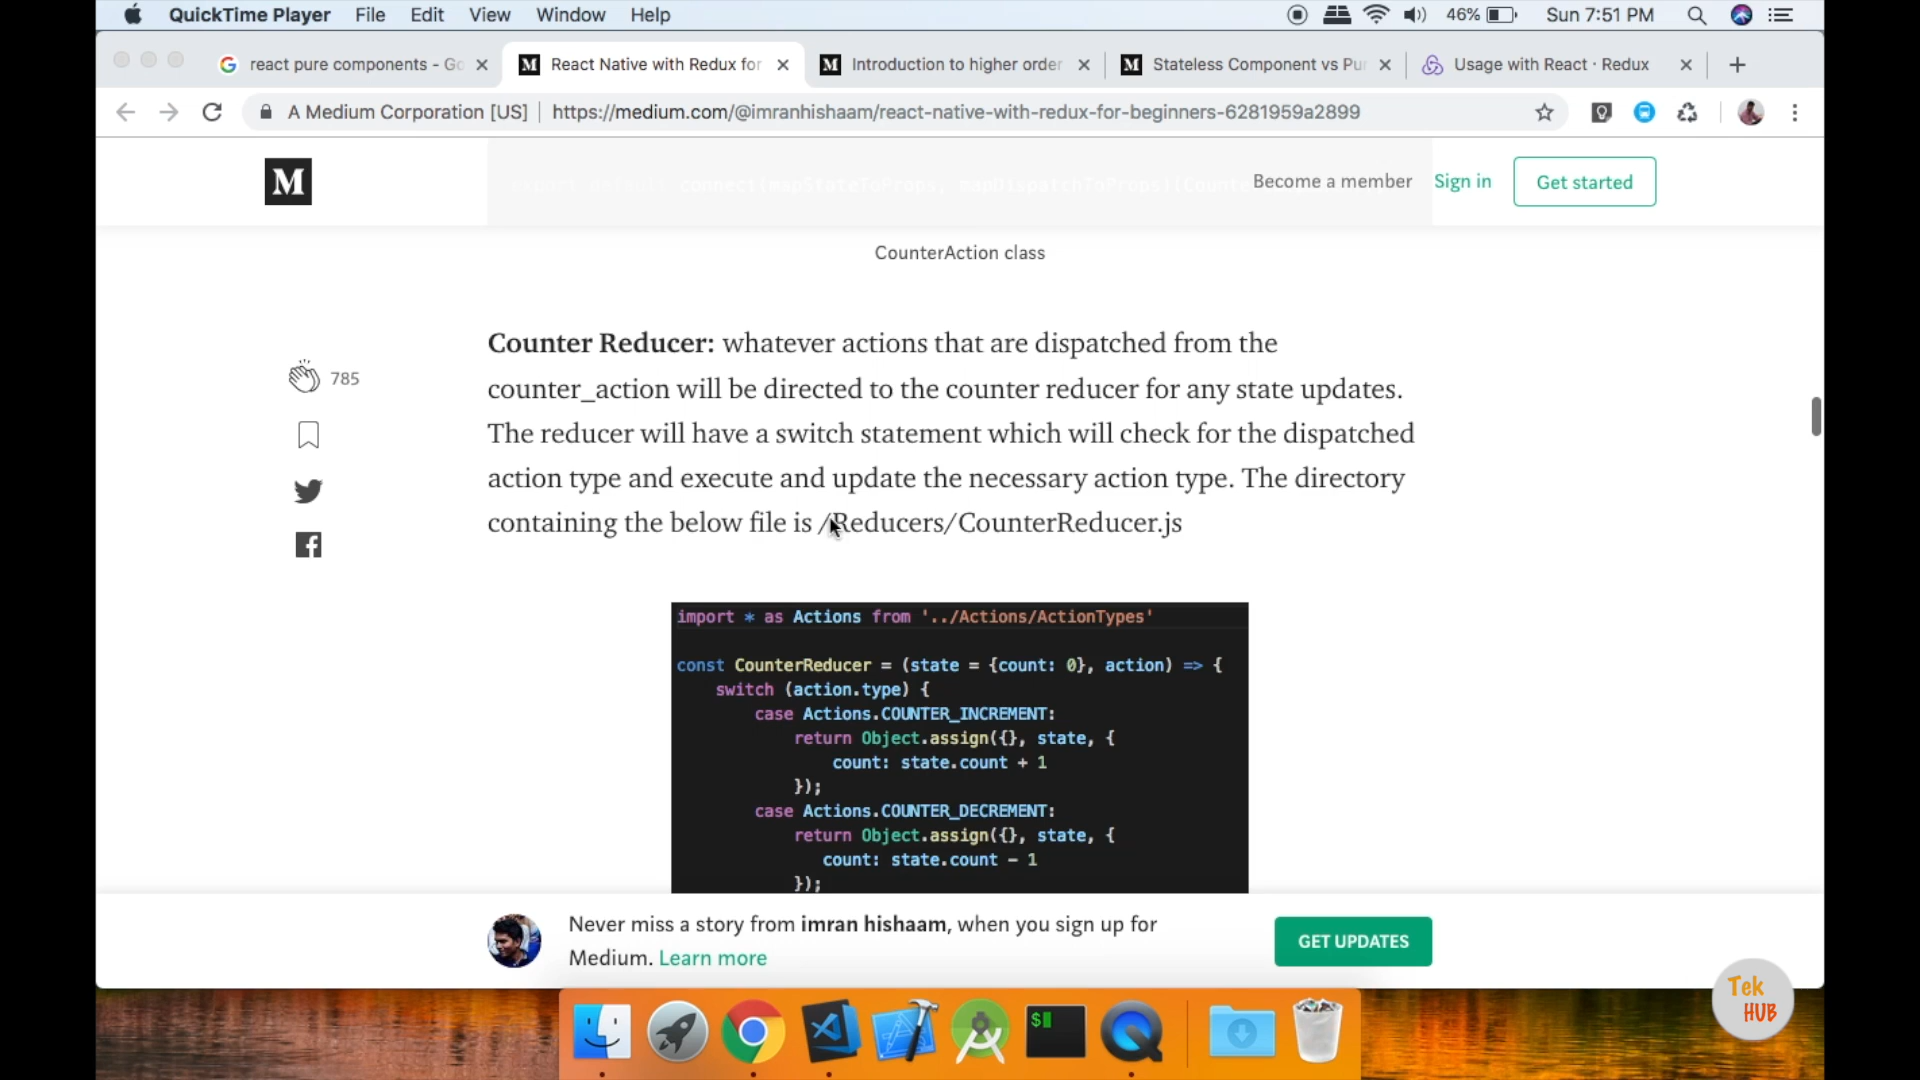 QuickTime Player File Edit View Window Help 46% Sun 7:51 PM
react pure components - Go
React Native with Redux for
Introduction to higher order
Stateless Component vs Pur
Usage with React · Redux
A Medium Corporation [US] | https://medium.com/@imranhishaam/react-native-with-redux-for-beginners-6281959a2899
M
Become a member Sign in Get started
CounterAction class
Counter Reducer: whatever actions that are dispatched from the
counter_action will be directed to the counter reducer for any state updates.
The reducer will have a switch statement which will check for the dispatched
action type and execute and update the necessary action type. The directory
containing the below file is /Reducers/CounterReducer.js
785
import * as Actions from '../Actions/ActionTypes'
const CounterReducer = (state = {count: 0}, action) => {
switch (action.type) {
case Actions.COUNTER_INCREMENT:
return Object.assign({}, state, {
count: state.count + 1
});
case Actions.COUNTER_DECREMENT:
return Object.assign({}, state, {
count: state.count - 1
});
Never miss a story from imran hishaam, when you sign up for
Medium. Learn more
GET UPDATES
Tek
HUB